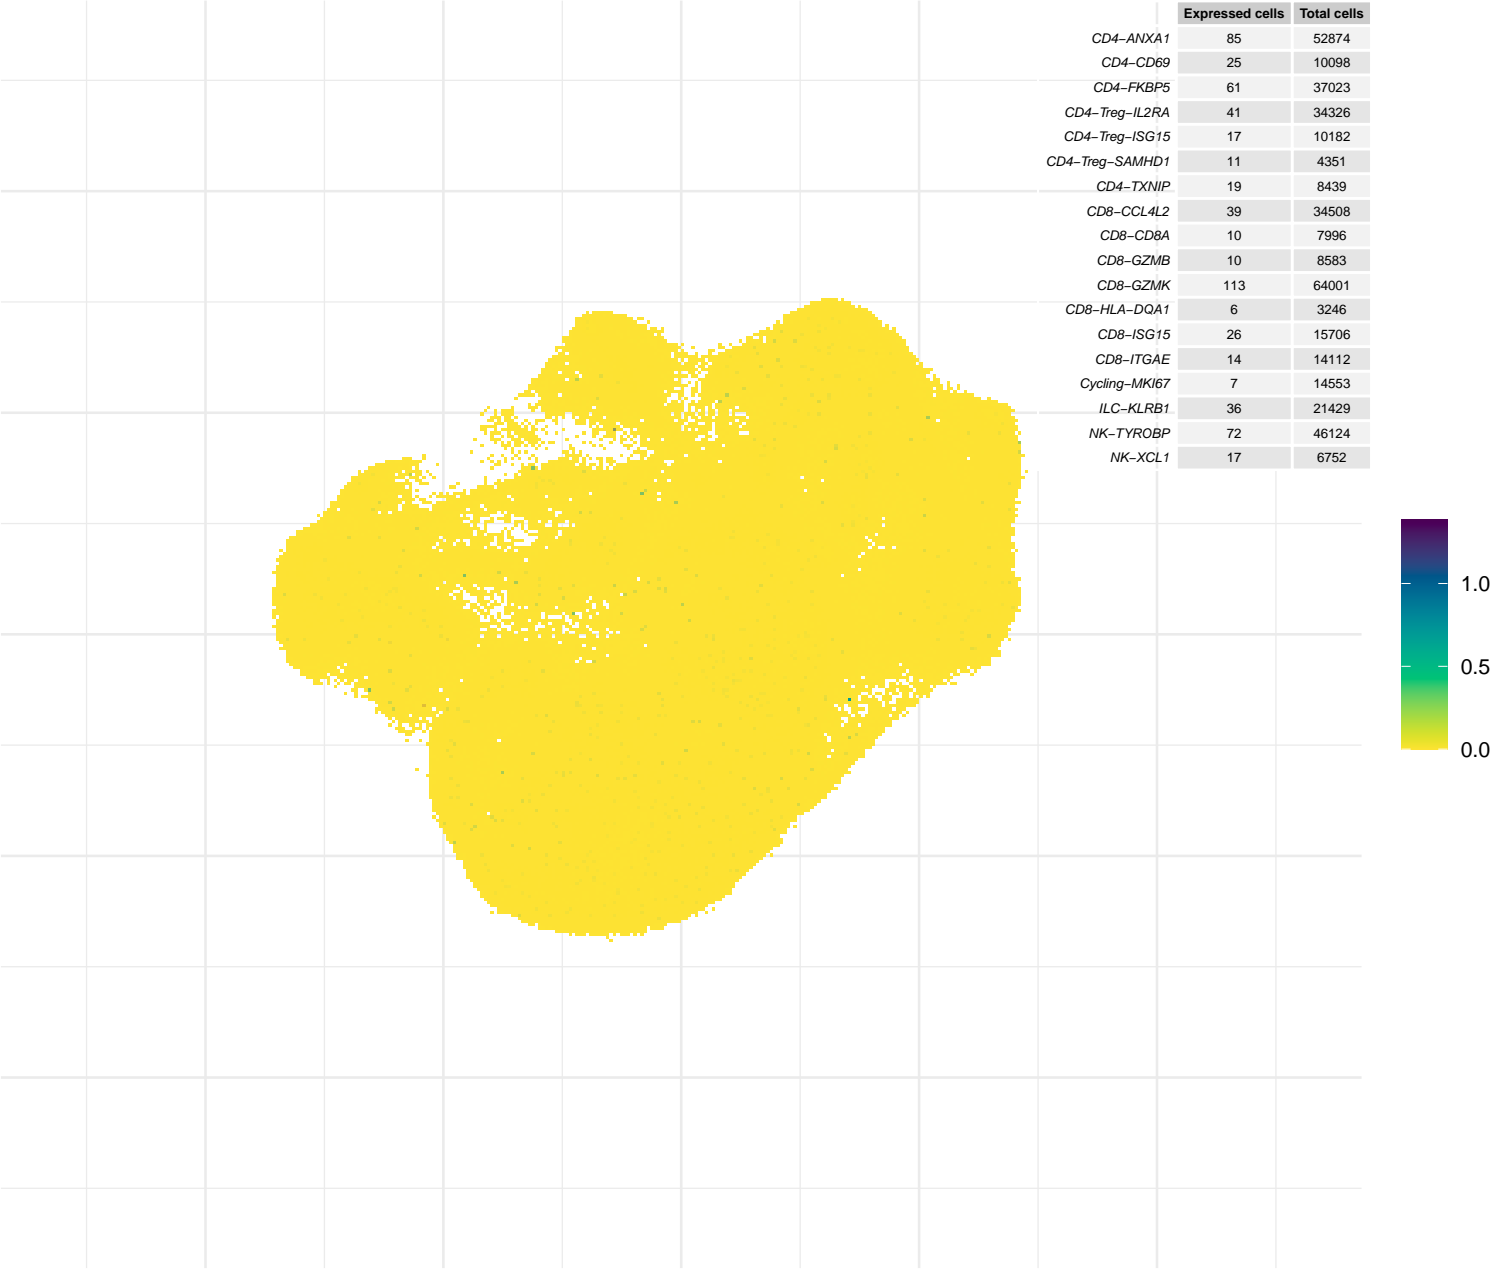 Expressed cells Total cells
CD4−ANXA1 85 52874
CD4−CD69 25 10098
CD4−FKBP5 61 37023
CD4−Treg−IL2RA 41 34326
CD4−Treg−ISG15 17 10182
CD4−Treg−SAMHD1 11 4351
CD4−TXNIP 19 8439
CD8−CCL4L2 39 34508
CD8−CD8A 10 7996
CD8−GZMB 10 8583
CD8−GZMK 113 64001
CD8−HLA−DQA1 6 3246
CD8−ISG15 26 15706
CD8−ITGAE 14 14112
Cycling−MKI67 7 14553
ILC−KLRB1 36 21429
NK−TYROBP 72 46124
NK−XCL1 17 6752
1.0
0.5
0.0